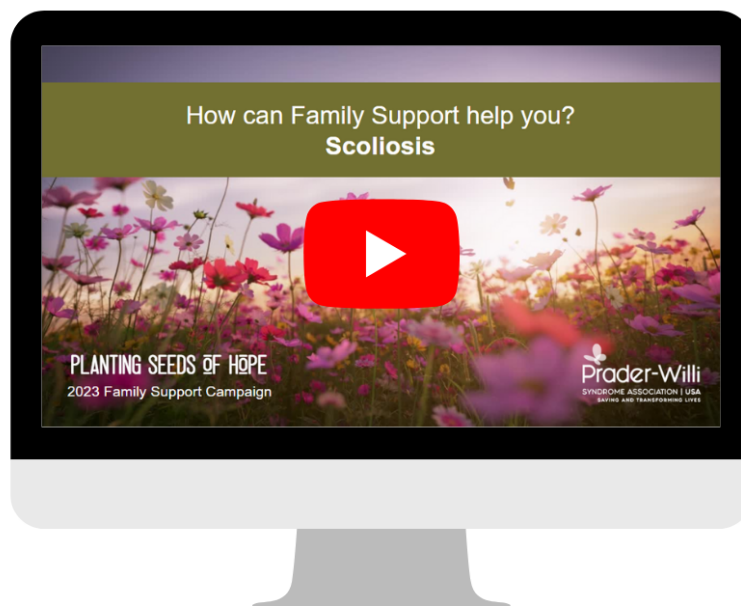 How can Family Support help you?
Scoliosis
PLANTING SEEDS OF HOPE
2023 Family Support Campaign
Prader-Willi
SYNDROME ASSOCIATION | USA
SAVING AND TRANSFORMING LIVES